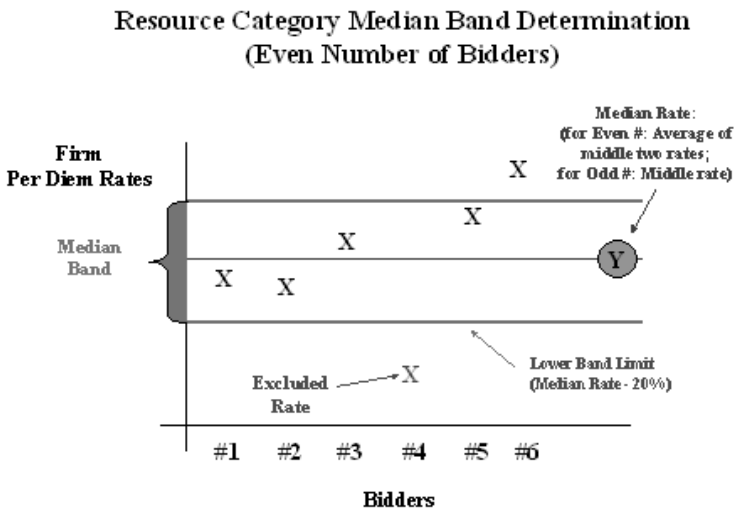 Resource Category Median Band Determination
(Even Number of Bidders)
Median Rate:
(for Even #: Average of
middle two rates;
for Odd #: Middle rate)
Firm
Per Diem Rates
X
X
Median
Band
X
Y
X
X
Lower Band Limit
(Median Rate - 20%)
Excluded
Rate
X
#1 #2 #3 #4 #5 #6
Bidders